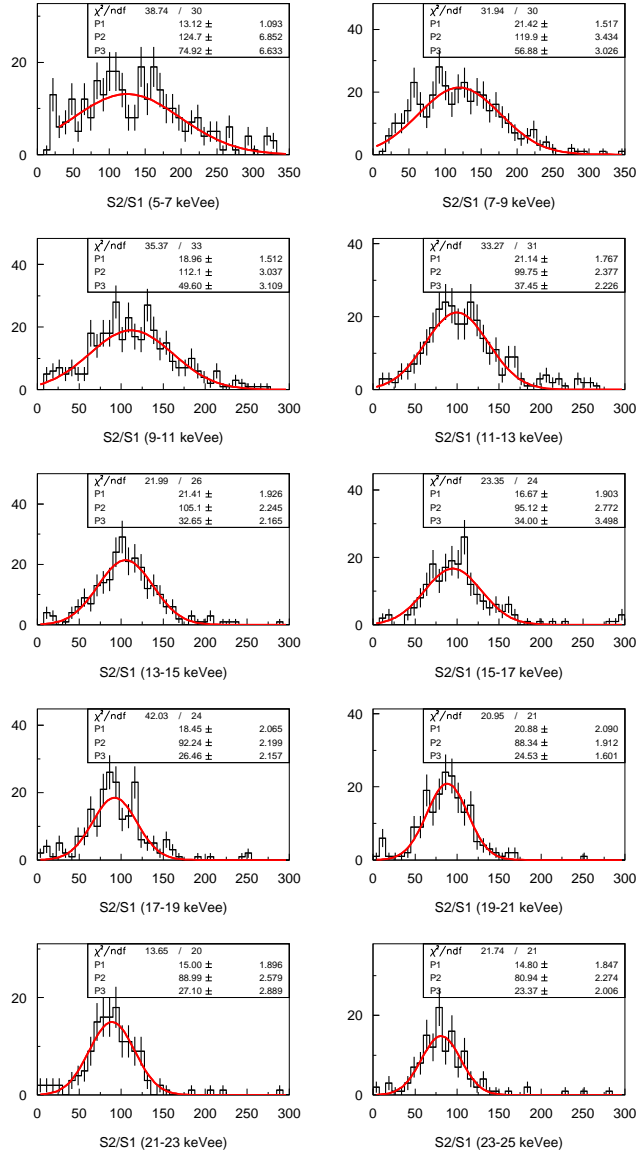 χ²/ndf 38.74 / 30
P1 13.12 ± 1.093
P2 124.7 ± 6.852
P3 74.92 ± 6.633
30
20
10
0
0 50 100 150 200 250 300 350
S2/S1 (5-7 keVee)
χ²/ndf 31.94 / 30
P1 21.42 ± 1.517
P2 119.9 ± 3.434
P3 56.88 ± 3.026
40
20
0
0 50 100 150 200 250 300 350
S2/S1 (7-9 keVee)
χ²/ndf 35.37 / 33
P1 18.96 ± 1.512
P2 112.1 ± 3.037
P3 49.60 ± 3.109
40
20
0
0 50 100 150 200 250 300
S2/S1 (9-11 keVee)
χ²/ndf 33.27 / 31
P1 21.14 ± 1.767
P2 99.75 ± 2.377
P3 37.45 ± 2.226
40
20
0
0 50 100 150 200 250 300
S2/S1 (11-13 keVee)
χ²/ndf 21.99 / 26
P1 21.41 ± 1.926
P2 105.1 ± 2.245
P3 32.65 ± 2.165
40
20
0
0 50 100 150 200 250 300
S2/S1 (13-15 keVee)
χ²/ndf 23.35 / 24
P1 16.67 ± 1.903
P2 95.12 ± 2.772
P3 34.00 ± 3.498
40
20
0
0 50 100 150 200 250 300
S2/S1 (15-17 keVee)
χ²/ndf 42.03 / 24
P1 18.45 ± 2.065
P2 92.24 ± 2.199
P3 26.46 ± 2.157
40
20
0
0 50 100 150 200 250 300
S2/S1 (17-19 keVee)
χ²/ndf 20.95 / 21
P1 20.88 ± 2.090
P2 88.34 ± 1.912
P3 24.53 ± 1.601
40
20
0
0 50 100 150 200 250 300
S2/S1 (19-21 keVee)
χ²/ndf 13.65 / 20
P1 15.00 ± 1.896
P2 88.99 ± 2.579
P3 27.10 ± 2.889
20
0
0 50 100 150 200 250 300
S2/S1 (21-23 keVee)
χ²/ndf 21.74 / 21
P1 14.80 ± 1.847
P2 80.94 ± 2.274
P3 23.37 ± 2.006
20
0
0 50 100 150 200 250 300
S2/S1 (23-25 keVee)